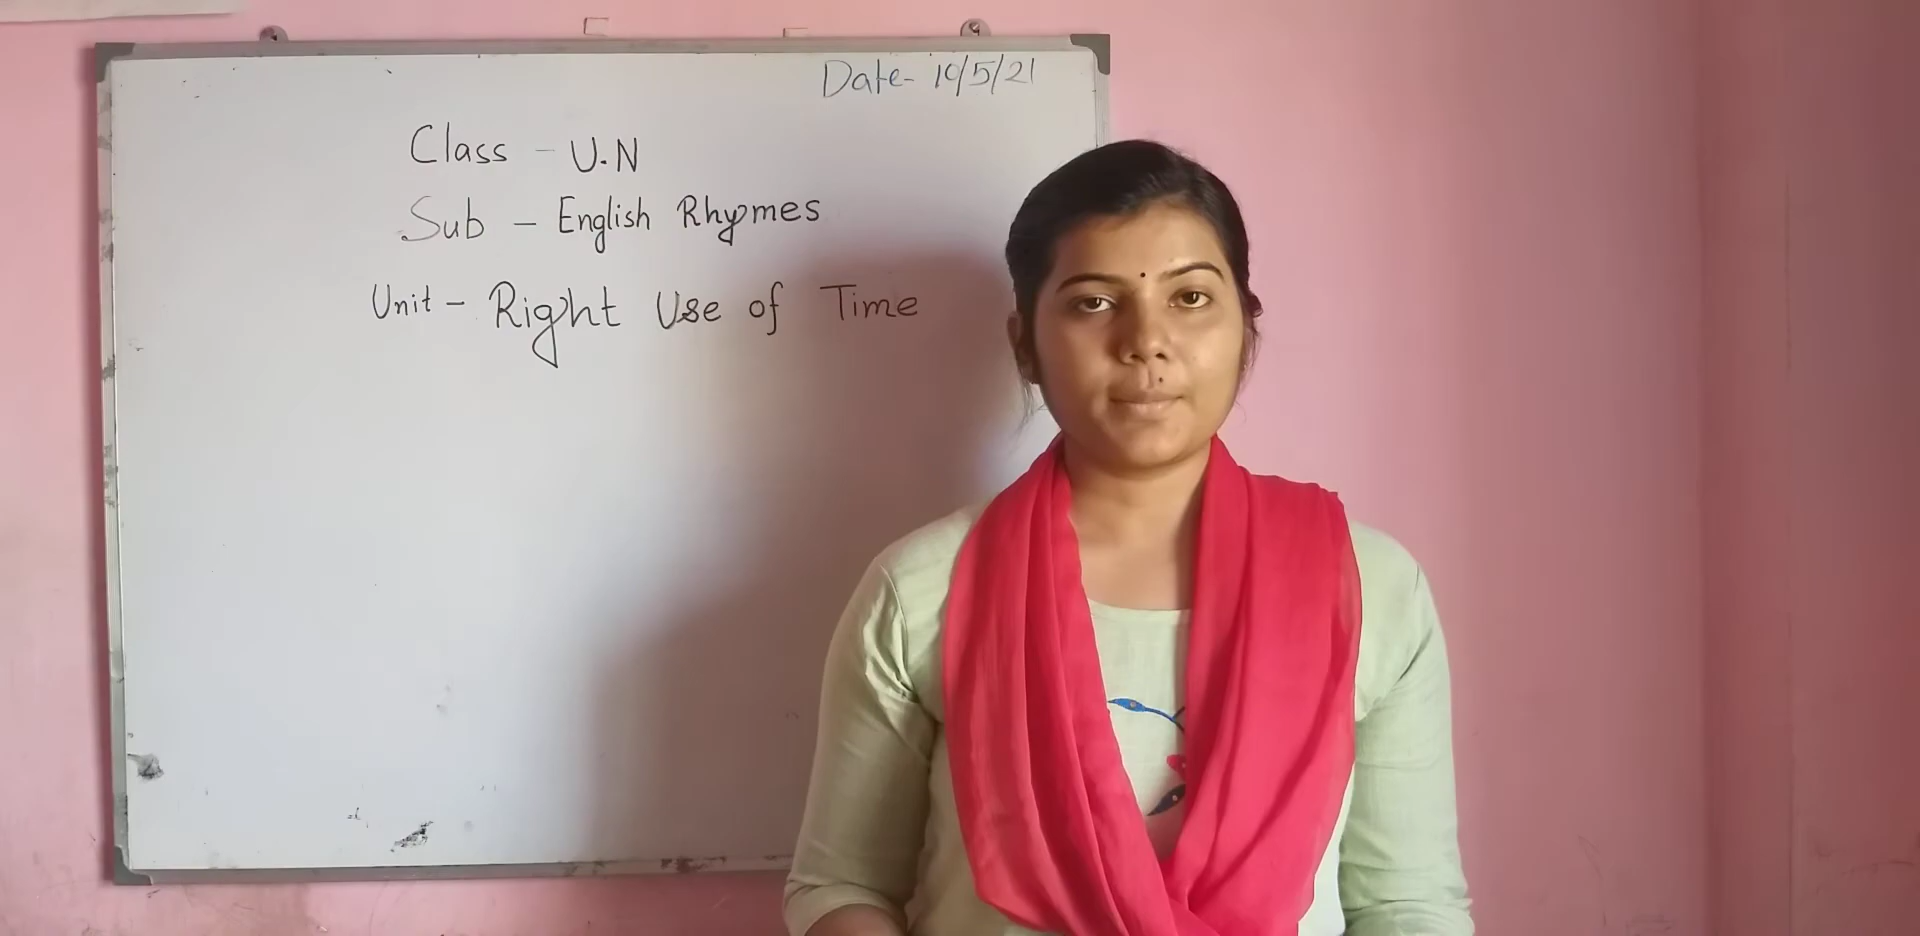 Date- 10/5/21
Class - U.N
Sub - English Rhymes
Unit - Right Use of Time